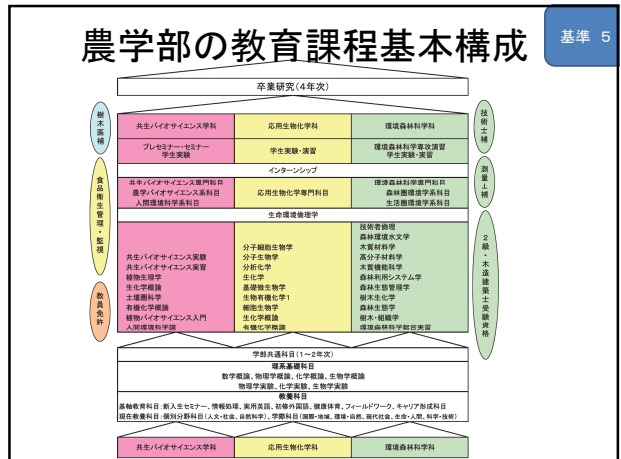 農学部の教育課程基本構成
基準 5
卒業研究(4年次)
樹木医補
食品衛生管理・監視
教員免許
共生バイオサイエンス学科
応用生物化学科
環境森林科学科
プレセミナー・セミナー
学生実験
学生実験・演習
環境森林科学専攻演習
学生実験・実習
インターンシップ
共生バイオサイエンス専門科目
農学バイオサイエンス系科目
人間環境科学系科目
応用生物化学専門科目
環境森林科学専門科目
森林圏環境学系科目
生活圏環境学系科目
生命環境倫理学
共生バイオサイエンス実験
共生バイオサイエンス実習
植物生理学
生化学概論
土壌圏科学
有機化学概論
植物バイオサイエンス入門
人間環境科学論
分子細胞生物学
分子生物学
分析化学
生化学
基礎微生物学
生物有機化学1
細胞生物学
生化学概論
有機化学概論
技術者倫理
森林環境水文学
木質材料学
高分子材料学
木質機能科学
森林利用システム学
森林生態管理学
樹木生化学
森林生態学
樹木・組織学
環境森林科学総合実習
技術士補
測量士補
2級・木造建築士受験資格
学部共通科目(1〜2年次)
理系基礎科目
数学概論、物理学概論、化学概論、生物学概論
物理学実験、化学実験、生物学実験
教養科目
基軸教育科目:新入生セミナー、情報処理、実用英語、初修外国語、健康体育、フィールドワーク、キャリア形成科目
現在教養科目:個別分野科目(人文・社会、自然科学)、学際科目(国際・地域、環境・自然、現代社会、生命・人間、科学・技術)
共生バイオサイエンス学科
応用生物化学科
環境森林科学科